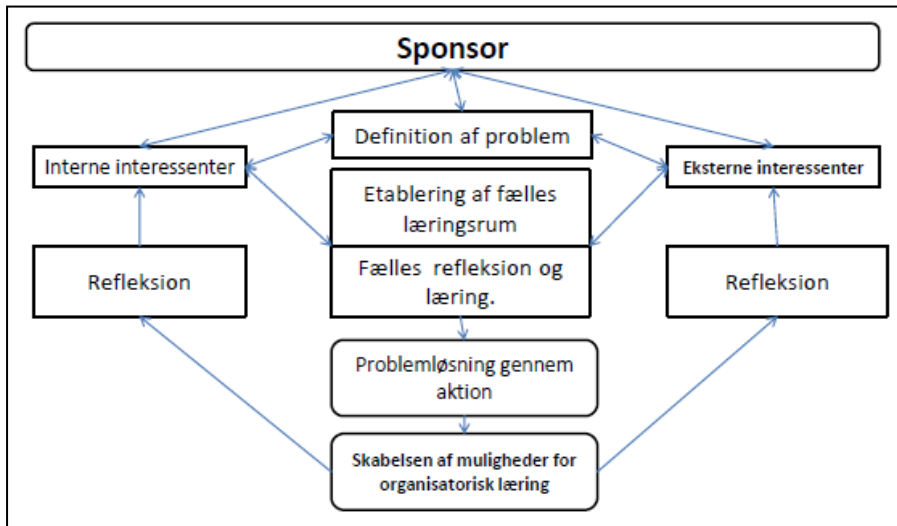 Sponsor
Definition af problem
Interne interessenter
Eksterne interessenter
Etablering af fælles
læringsrum
Refleksion
Fælles refleksion og
læring.
Refleksion
Problemløsning gennem
aktion
Skabelsen af muligheder for
organisatorisk læring